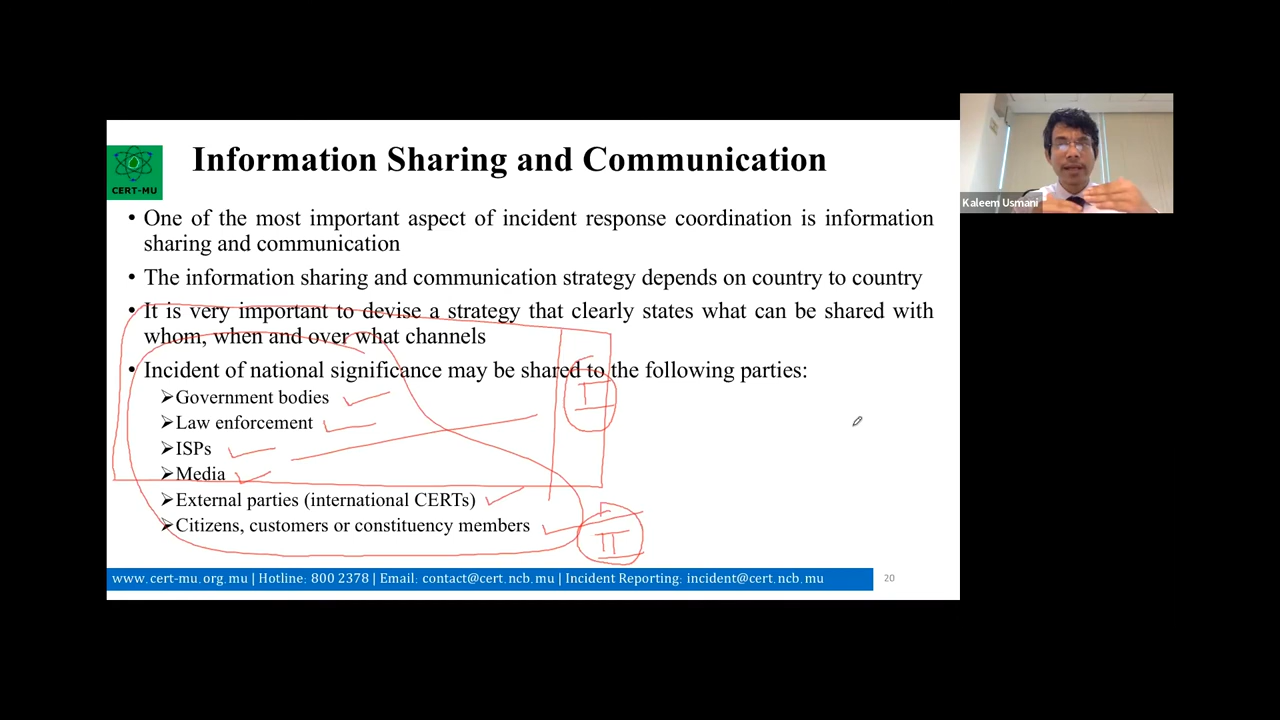 CERT-MU
Information Sharing and Communication
• One of the most important aspect of incident response coordination is information
sharing and communication
• The information sharing and communication strategy depends on country to country
• It is very important to devise a strategy that clearly states what can be shared with
whom, when and over what channels
• Incident of national significance may be shared to the following parties:
➢Government bodies
➢Law enforcement
➢ISPs
➢Media
➢External parties (international CERTs)
➢Citizens, customers or constituency members
I
II
www.cert-mu.org.mu | Hotline: 800 2378 | Email: contact@cert.ncb.mu | Incident Reporting: incident@cert.ncb.mu
20
Kaleem Usmani